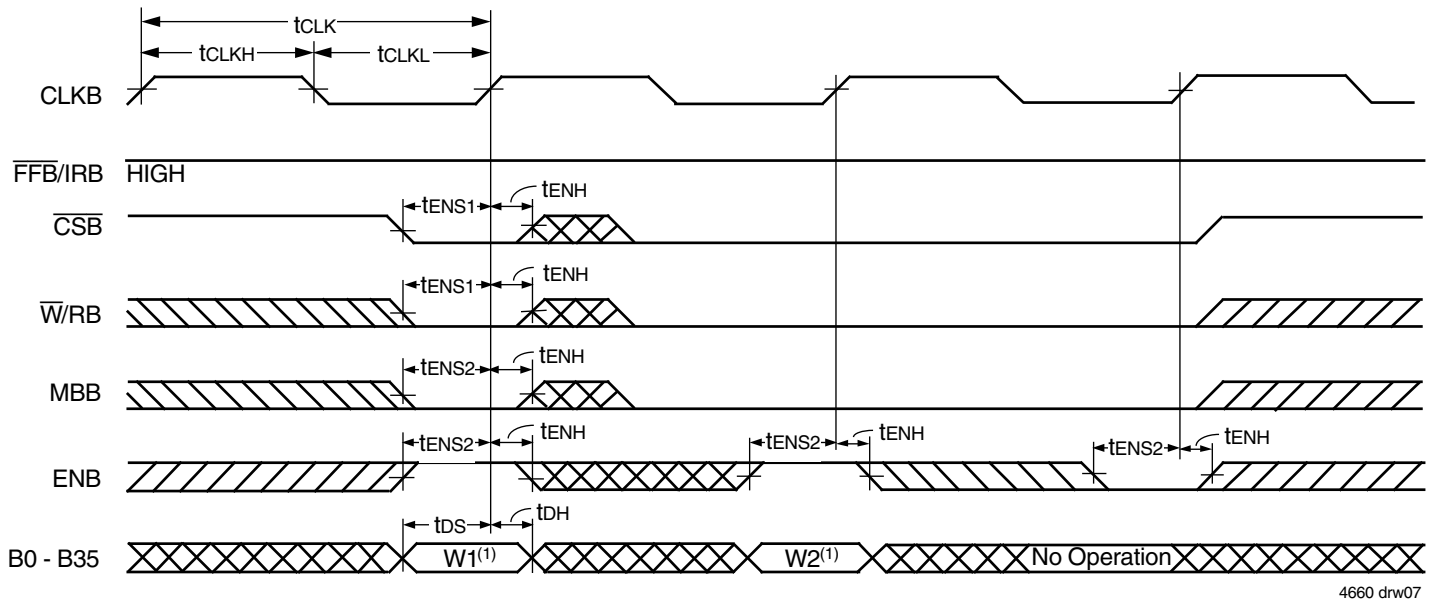 tCLK
tCLKH tCLKL
CLKB
FFB/IRB HIGH
tENS1 tENH
CSB
tENS1 tENH
W/RB
tENS2 tENH
MBB
tENS2 tENH tENS2 tENH tENS2 tENH
ENB
tDS tDH
B0 - B35 W1(1) W2(1) No Operation
4660 drw07